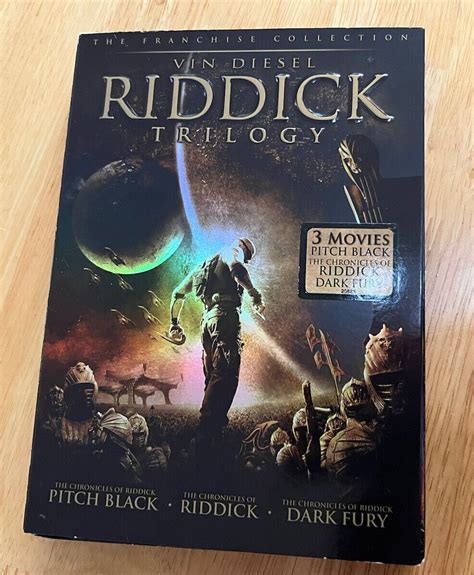 THE FRANCHISE COLLECTION
VIN DIESEL
RIDDICK
TRILOGY
3 MOVIES
PITCH BLACK
THE CHRONICLES OF
RIDDICK
DARK FURY
THE CHRONICLES OF RIDDICK
PITCH BLACK ·
THE CHRONICLES OF
RIDDICK ·
THE CHRONICLES OF RIDDICK
DARK FURY